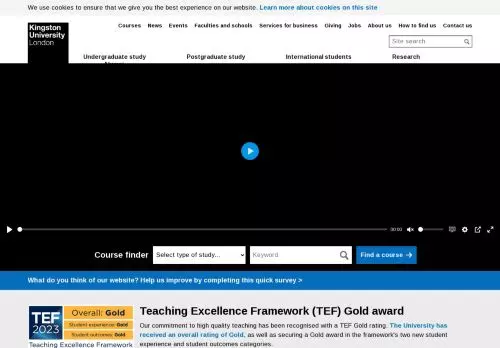 We use cookies to ensure that we give you the best experience on our website. Learn more about cookies on this site
Kingston University London
Courses News Events Faculties and schools Services for business Giving Jobs About us How to find us Contact us
Site search
Undergraduate study Postgraduate study International students Research
00:00
Course finder Select type of study... Keyword Find a course →
What do you think of our website? Help us improve by completing this quick survey >
TEF 2023
Overall: Gold
Student experience: Gold
Student outcomes: Gold
Teaching Excellence Framework
Teaching Excellence Framework (TEF) Gold award
Our commitment to high quality teaching has been recognised with a TEF Gold rating. The University has
received an overall rating of Gold, as well as securing a Gold award in the framework's two new student
experience and student outcomes categories.